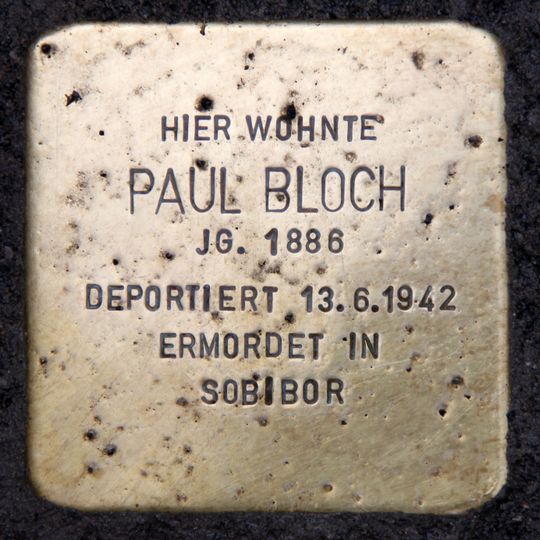 HIER WOHNTE
PAUL BLOCH
JG. 1886
DEPORTIERT 13.6.1942
ERMORDET IN
SOBIBOR